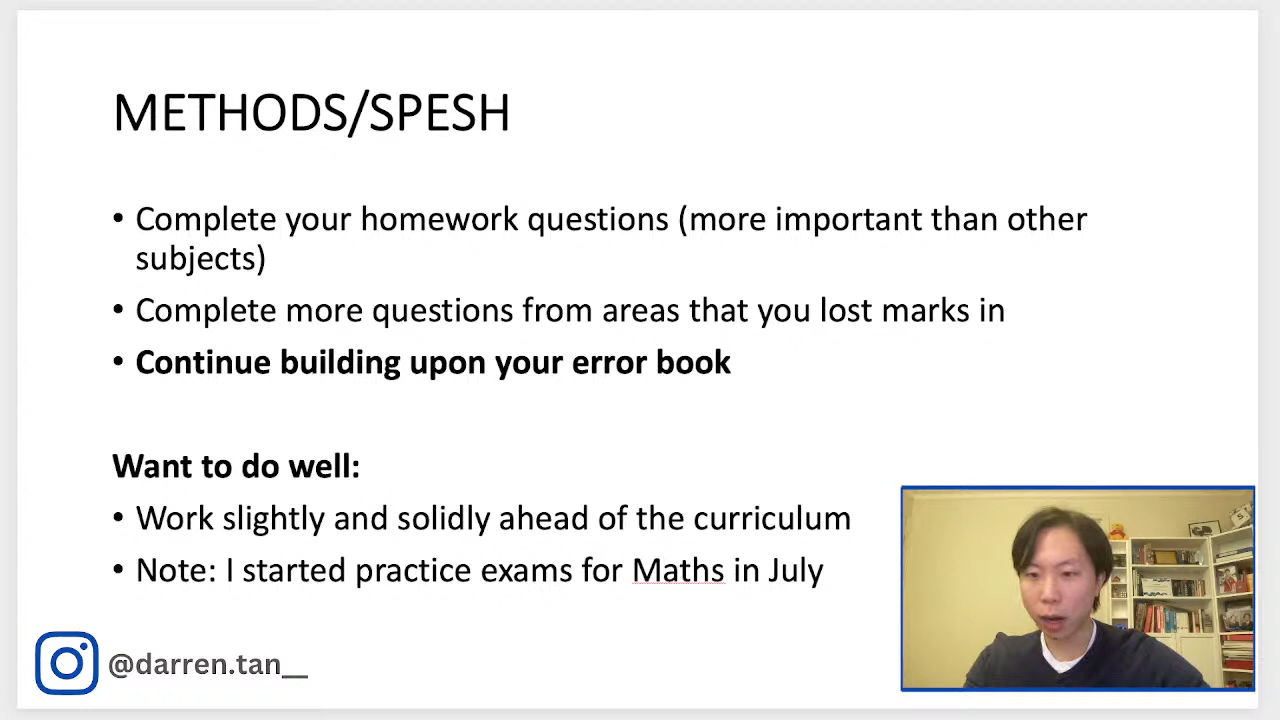 METHODS/SPESH
• Complete your homework questions (more important than other
subjects)
• Complete more questions from areas that you lost marks in
• Continue building upon your error book
Want to do well:
• Work slightly and solidly ahead of the curriculum
• Note: I started practice exams for Maths in July
@darren.tan__